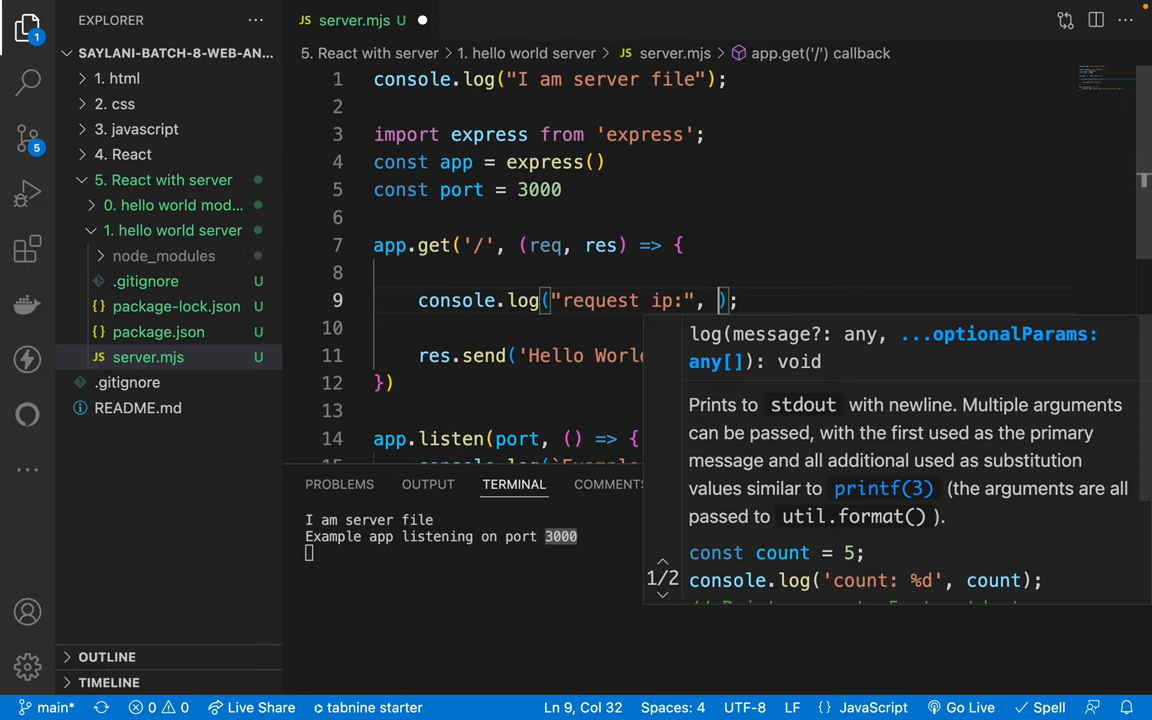 EXPLORER
SAYLANI-BATCH-8-WEB-AN...
1. html
2. css
3. javascript
4. React
5. React with server
0. hello world mod...
1. hello world server
node_modules
.gitignore U
package-lock.json U
package.json U
JS server.mjs U
.gitignore
README.md
OUTLINE
TIMELINE
1
5
JS server.mjs U
5. React with server > 1. hello world server > JS server.mjs > app.get('/') callback
1 console.log("I am server file");
2
3 import express from 'express';
4 const app = express()
5 const port = 3000
6
7 app.get('/', (req, res) => {
8
9 console.log("request ip:", );
10
11 res.send('Hello World
12 })
13
14 app.listen(port, () => {
log(message?: any, ...optionalParams:
any[]): void
Prints to stdout with newline. Multiple arguments
can be passed, with the first used as the primary
message and all additional used as substitution
values similar to printf(3) (the arguments are all
passed to util.format() ).
const count = 5;
1/2
console.log('count: %d', count);
PROBLEMS OUTPUT TERMINAL COMMENTS
I am server file
Example app listening on port 3000
main* 0 0 Live Share tabnine starter Ln 9, Col 32 Spaces: 4 UTF-8 LF {} JavaScript Go Live Spell